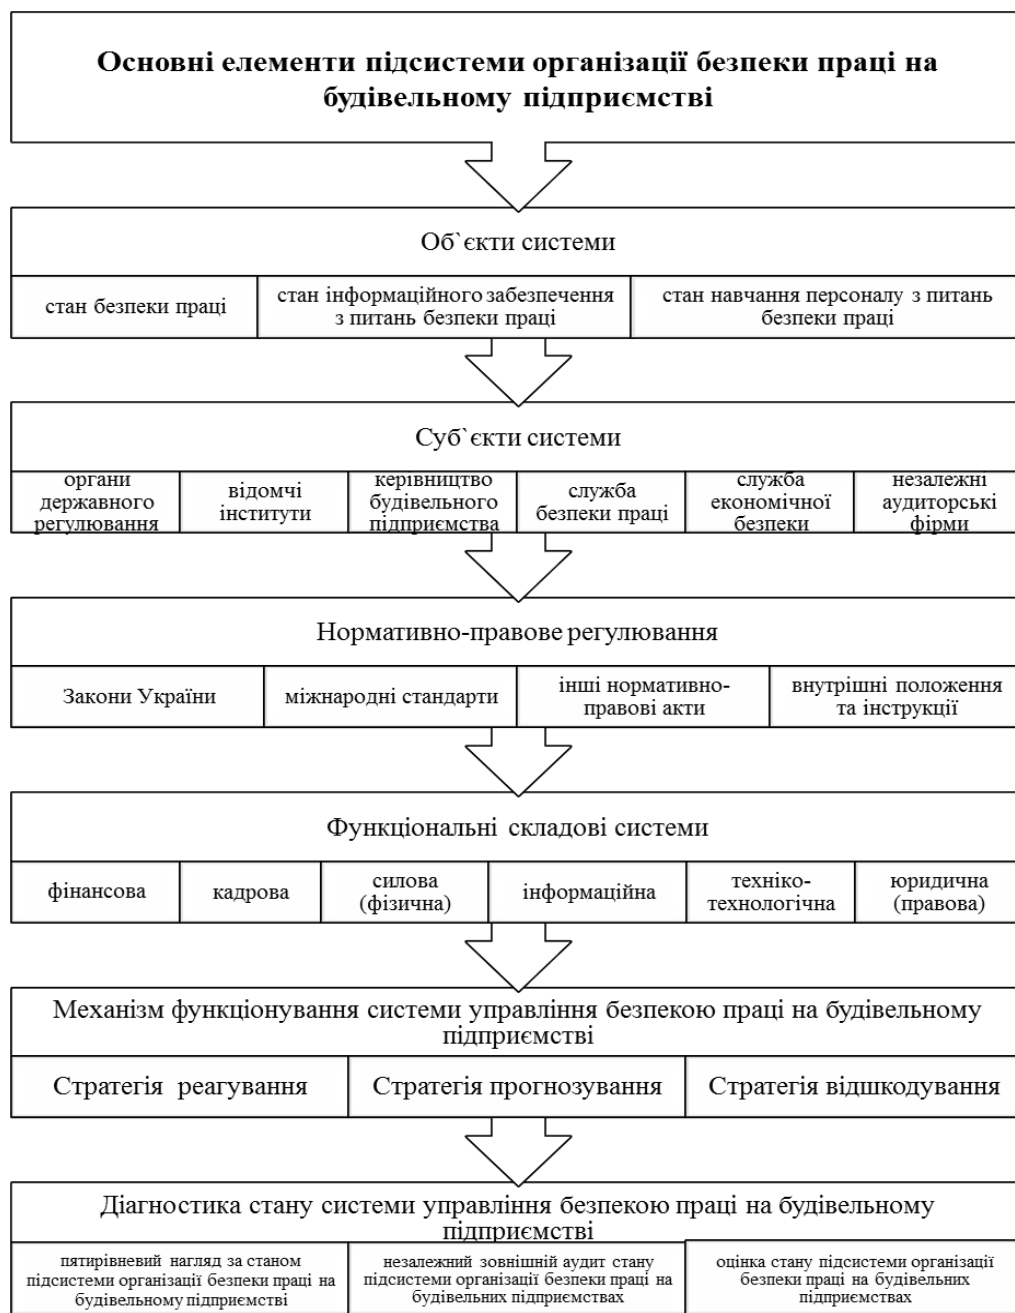 Основні елементи підсистеми організації безпеки праці на
будівельному підприємстві
Об`єкти системи
стан безпеки праці
стан інформаційного забезпечення
з питань безпеки праці
стан навчання персоналу з питань
безпеки праці
Суб`єкти системи
органи
державного
регулювання
відомчі
інститути
керівництво
будівельного
підприємства
служба
безпеки праці
служба
економічної
безпеки
незалежні
аудиторські
фірми
Нормативно-правове регулювання
Закони України
міжнародні стандарти
інші нормативно-
правові акти
внутрішні положення
та інструкції
Функціональні складові системи
фінансова
кадрова
силова
(фізична)
інформаційна
техніко-
технологічна
юридична
(правова)
Механізм функціонування системи управління безпекою праці на будівельному
підприємстві
Стратегія реагування
Стратегія прогнозування
Стратегія відшкодування
Діагностика стану системи управління безпекою праці на будівельному
підприємстві
пятирівневий нагляд за станом
підсистеми організації безпеки праці на
будівельному підприємстві
незалежний зовнішній аудит стану
підсистеми організації безпеки праці на
будівельних підприємствах
оцінка стану підсистеми організації
безпеки праці на будівельних
підприємствах